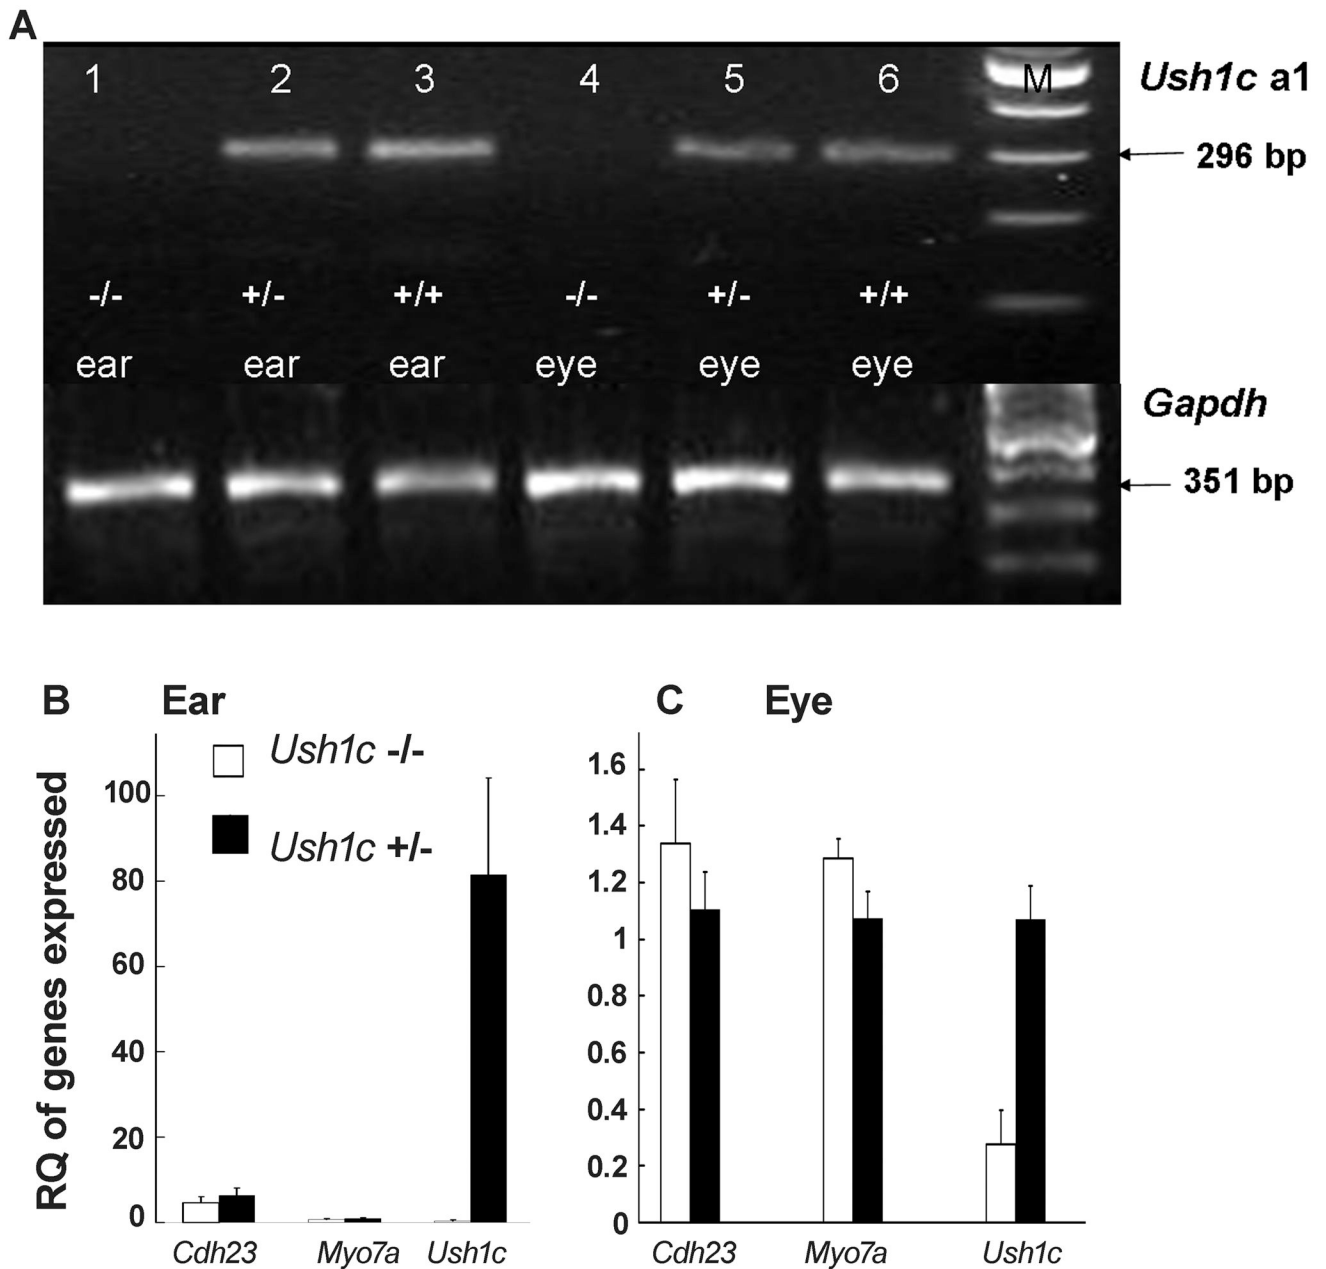 A
1 2 3 4 5 6 M Ush1c a1
296 bp
-/- +/- +/+ -/- +/- +/+
ear ear ear eye eye eye
Gapdh
351 bp
B Ear
Ush1c -/-
Ush1c +/-
RQ of genes expressed
100
80
60
40
20
0
Cdh23 Myo7a Ush1c
C Eye
1.6
1.4
1.2
1
0.8
0.6
0.4
0.2
0
Cdh23 Myo7a Ush1c